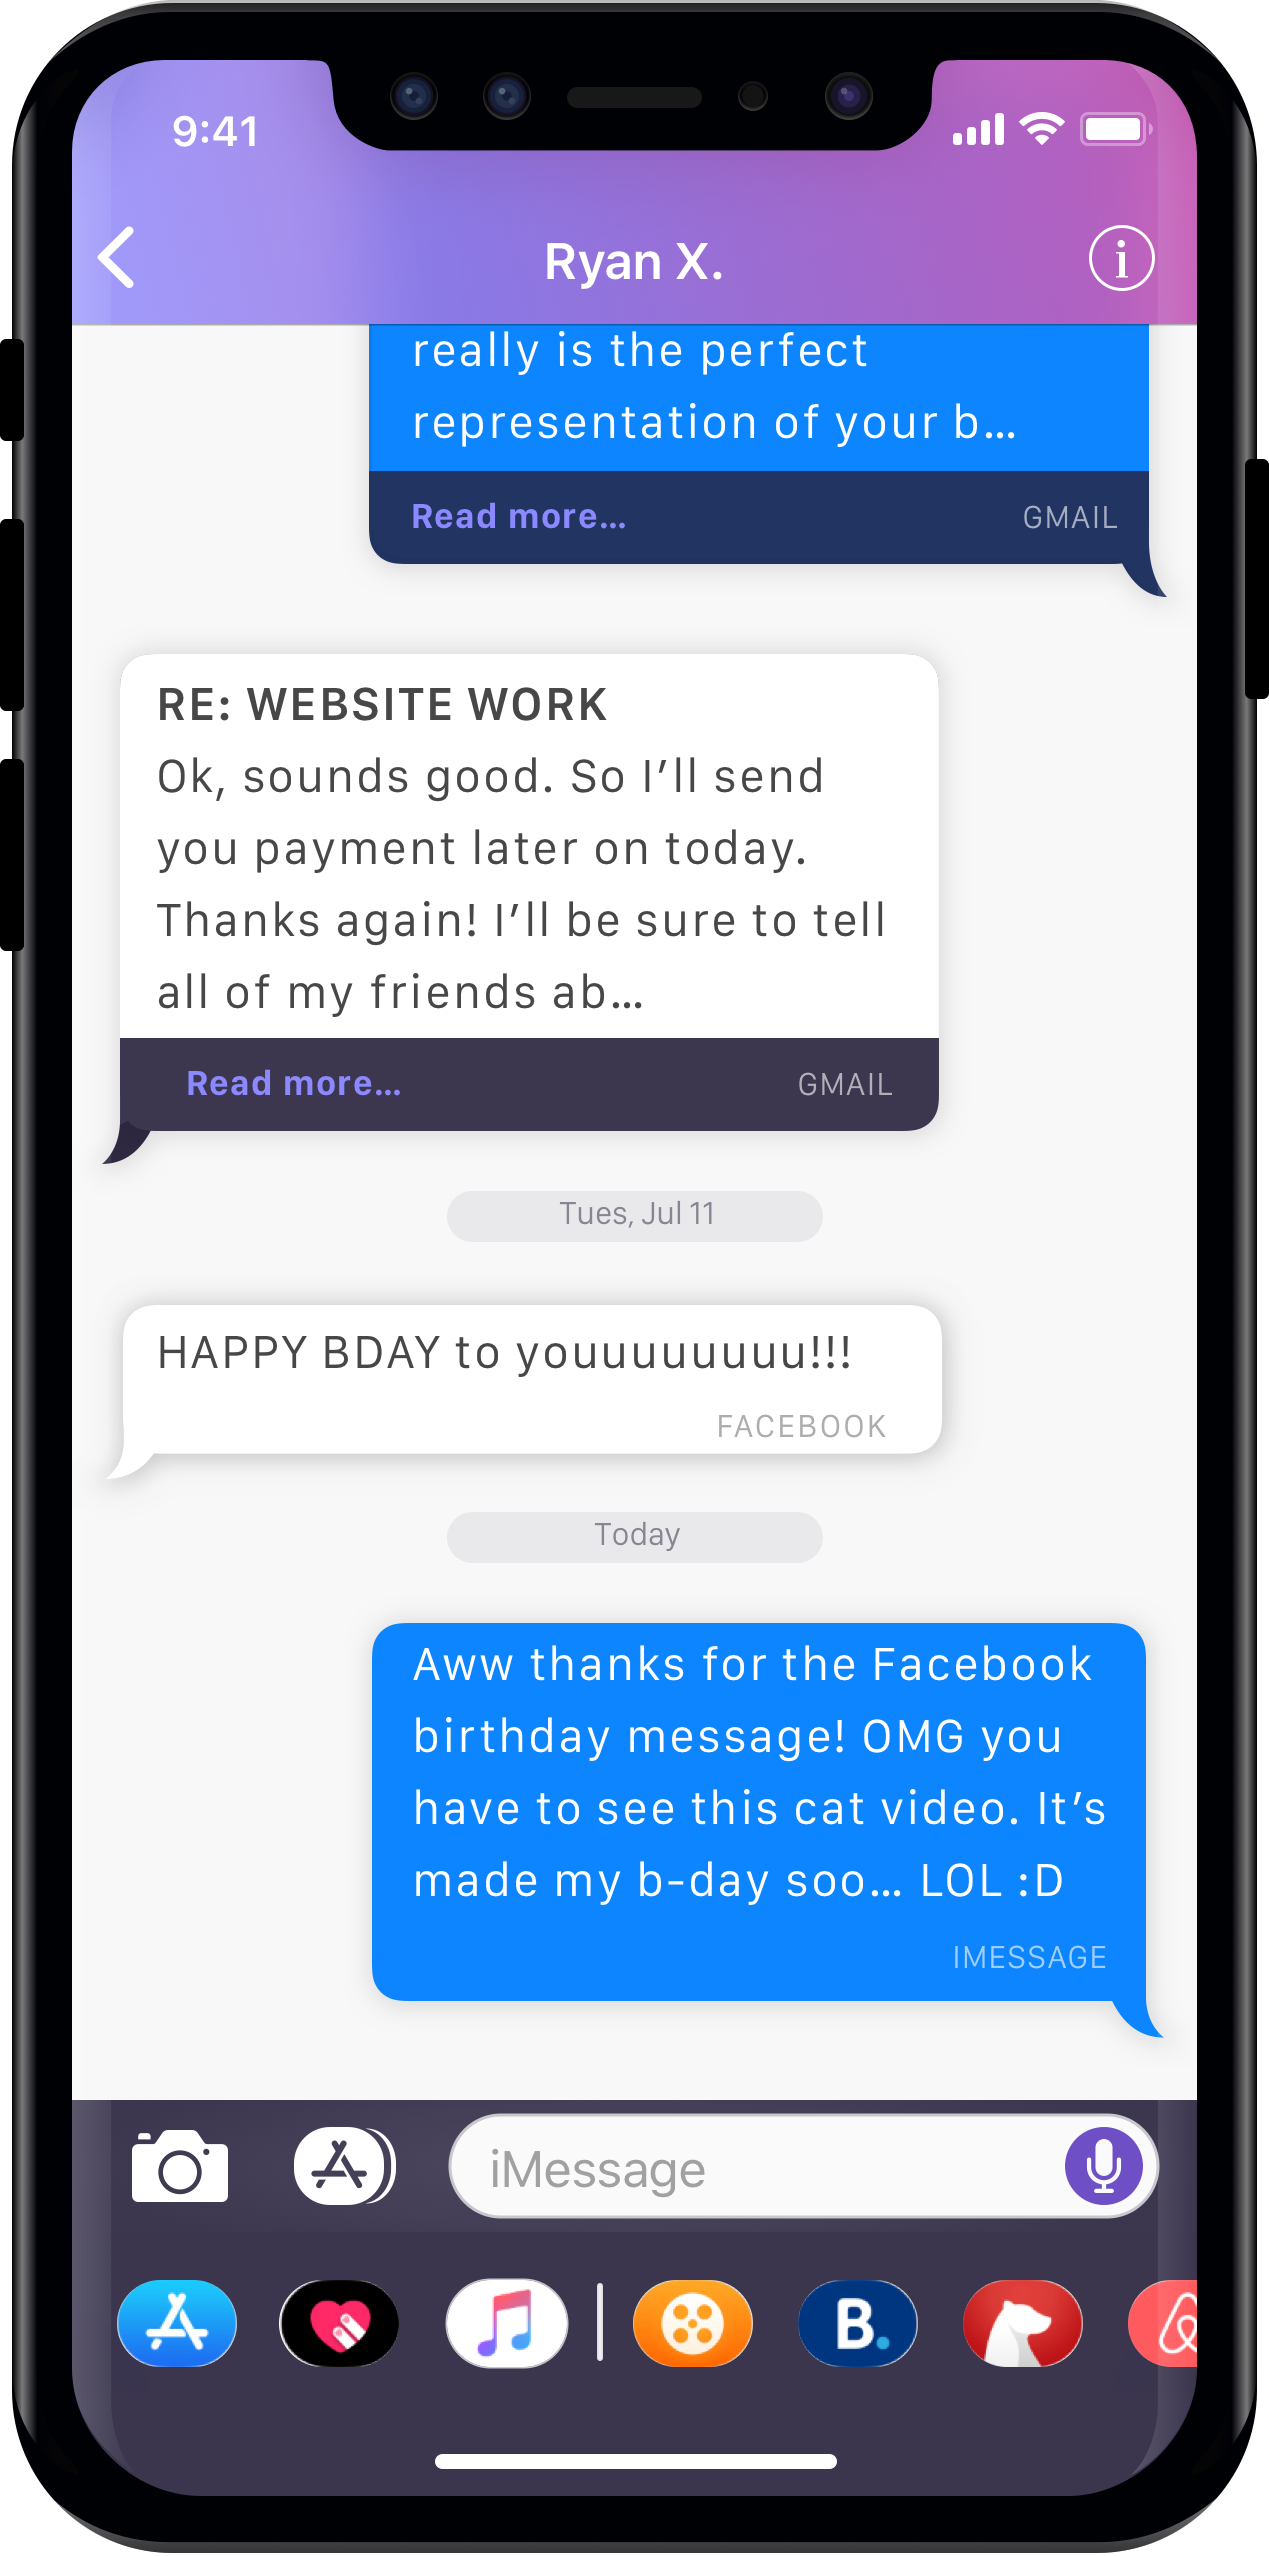 9:41
Ryan X.
really is the perfect
representation of your b...
Read more...
GMAIL
RE: WEBSITE WORK
Ok, sounds good. So I’ll send
you payment later on today.
Thanks again! I’ll be sure to tell
all of my friends ab...
Read more...
GMAIL
Tues, Jul 11
HAPPY BDAY to youuuuuuuu!!!
FACEBOOK
Today
Aww thanks for the Facebook
birthday message! OMG you
have to see this cat video. It’s
made my b-day soo... LOL :D
IMESSAGE
iMessage
B.